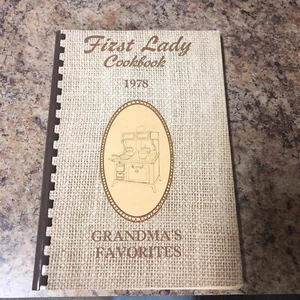 First Lady
Cookbook
1978
GRANDMA'S
FAVORITES